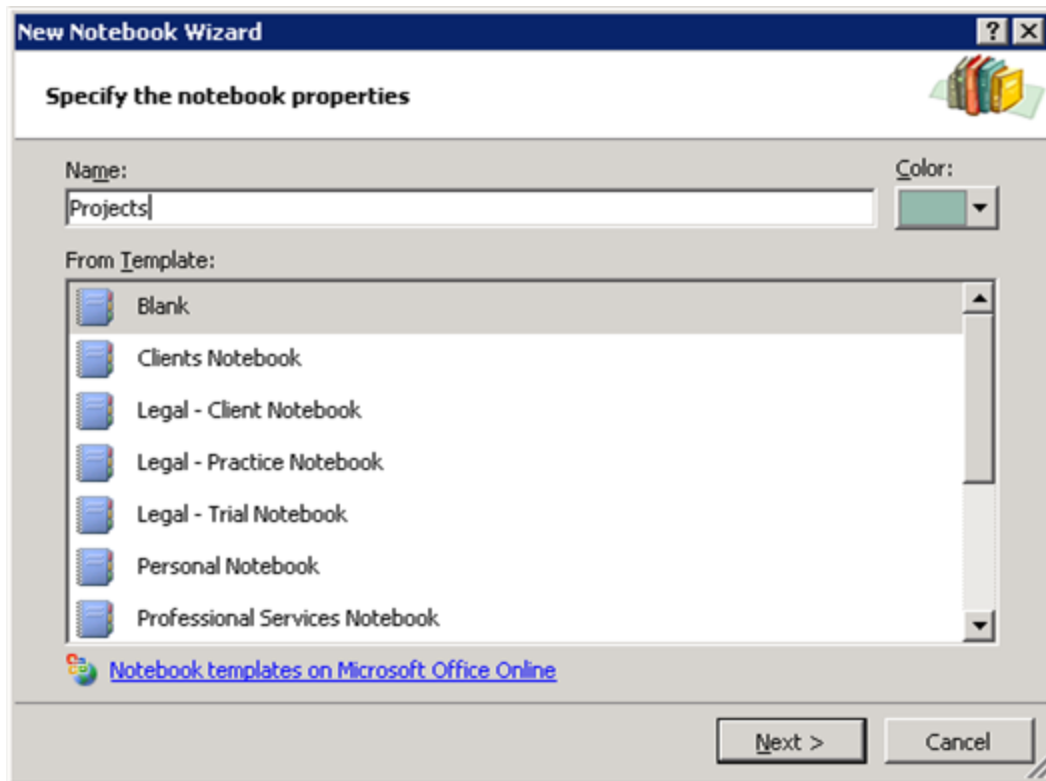 New Notebook Wizard
Specify the notebook properties
Name:
Color:
Projects
From Template:
Blank
Clients Notebook
Legal - Client Notebook
Legal - Practice Notebook
Legal - Trial Notebook
Personal Notebook
Professional Services Notebook
Notebook templates on Microsoft Office Online
Next >
Cancel